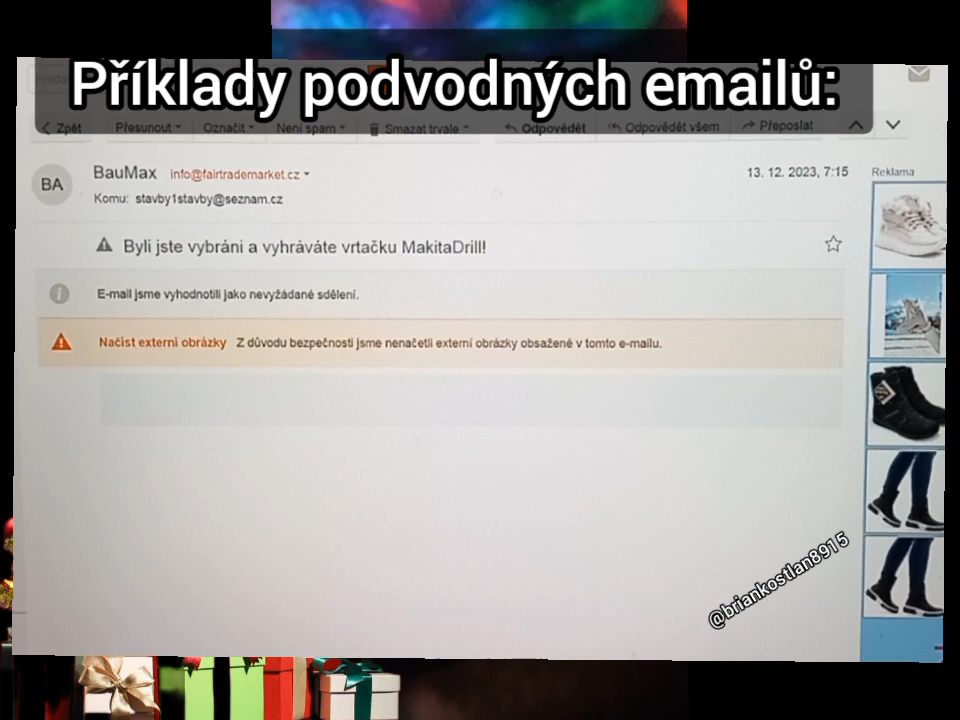 Příklady podvodných emailů:
Zpět Přesunout Označit Není spam Smazat trvale Odpovědět Odpovědět všem Přeposlat
BA
BauMax info@fairtrademarket.cz
13. 12. 2023, 7:15
Reklama
Komu: stavby1stavby@seznam.cz
Byli jste vybráni a vyhráváte vrtačku MakitaDrill!
E-mail jsme vyhodnotili jako nevyžádané sdělení.
Načíst externí obrázky Z důvodu bezpečnosti jsme nenačetli externí obrázky obsažené v tomto e-mailu.
@briankostlan8915